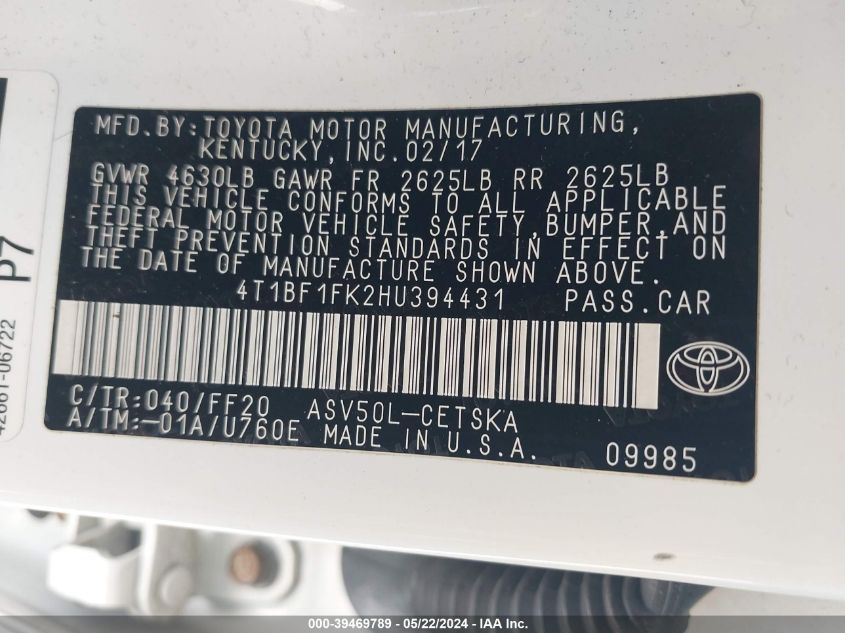 MFD.BY:TOYOTA MOTOR MANUFACTURING,
KENTUCKY,INC.02/17
GVWR 4630LB GAWR FR 2625LB RR 2625LB
THIS VEHICLE CONFORMS TO ALL APPLICABLE
FEDERAL MOTOR VEHICLE SAFETY,BUMPER,AND
THEFT PREVENTION STANDARDS IN EFFECT ON
THE DATE OF MANUFACTURE SHOWN ABOVE.
4T1BF1FK2HU394431 PASS.CAR
C/TR:040/FF20 ASV50L-CETSKA
A/TM:-01A/U760E MADE IN U.S.A. 09985
P7
42661-06722
000-39469789 - 05/22/2024 - IAA Inc.